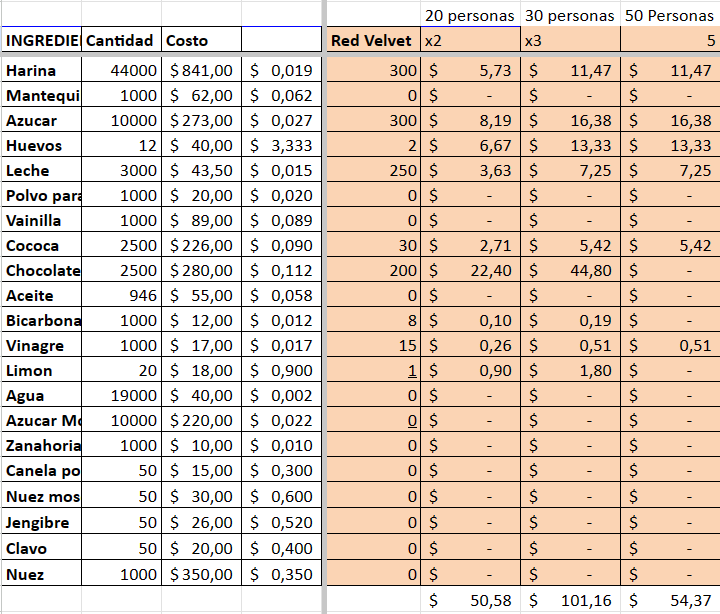 20 personas 30 personas 50 Personas
INGREDIE Cantidad Costo Red Velvet x2 x3 5
Harina 44000 $ 841,00 $ 0,019 300 $ 5,73 $ 11,47 $ 11,47
Mantequi 1000 $ 62,00 $ 0,062 0 $ - $ - $ -
Azucar 10000 $ 273,00 $ 0,027 300 $ 8,19 $ 16,38 $ 16,38
Huevos 12 $ 40,00 $ 3,333 2 $ 6,67 $ 13,33 $ 13,33
Leche 3000 $ 43,50 $ 0,015 250 $ 3,63 $ 7,25 $ 7,25
Polvo para 1000 $ 20,00 $ 0,020 0 $ - $ - $ -
Vainilla 1000 $ 89,00 $ 0,089 0 $ - $ - $ -
Cococa 2500 $ 226,00 $ 0,090 30 $ 2,71 $ 5,42 $ 5,42
Chocolate 2500 $ 280,00 $ 0,112 200 $ 22,40 $ 44,80 $ -
Aceite 946 $ 55,00 $ 0,058 0 $ - $ - $ -
Bicarbona 1000 $ 12,00 $ 0,012 8 $ 0,10 $ 0,19 $ -
Vinagre 1000 $ 17,00 $ 0,017 15 $ 0,26 $ 0,51 $ 0,51
Limon 20 $ 18,00 $ 0,900 1 $ 0,90 $ 1,80 $ -
Agua 19000 $ 40,00 $ 0,002 0 $ - $ - $ -
Azucar Mo 10000 $ 220,00 $ 0,022 0 $ - $ - $ -
Zanahoria 1000 $ 10,00 $ 0,010 0 $ - $ - $ -
Canela po 50 $ 15,00 $ 0,300 0 $ - $ - $ -
Nuez mos 50 $ 30,00 $ 0,600 0 $ - $ - $ -
Jengibre 50 $ 26,00 $ 0,520 0 $ - $ - $ -
Clavo 50 $ 20,00 $ 0,400 0 $ - $ - $ -
Nuez 1000 $ 350,00 $ 0,350 0 $ - $ - $ -
$ 50,58 $ 101,16 $ 54,37